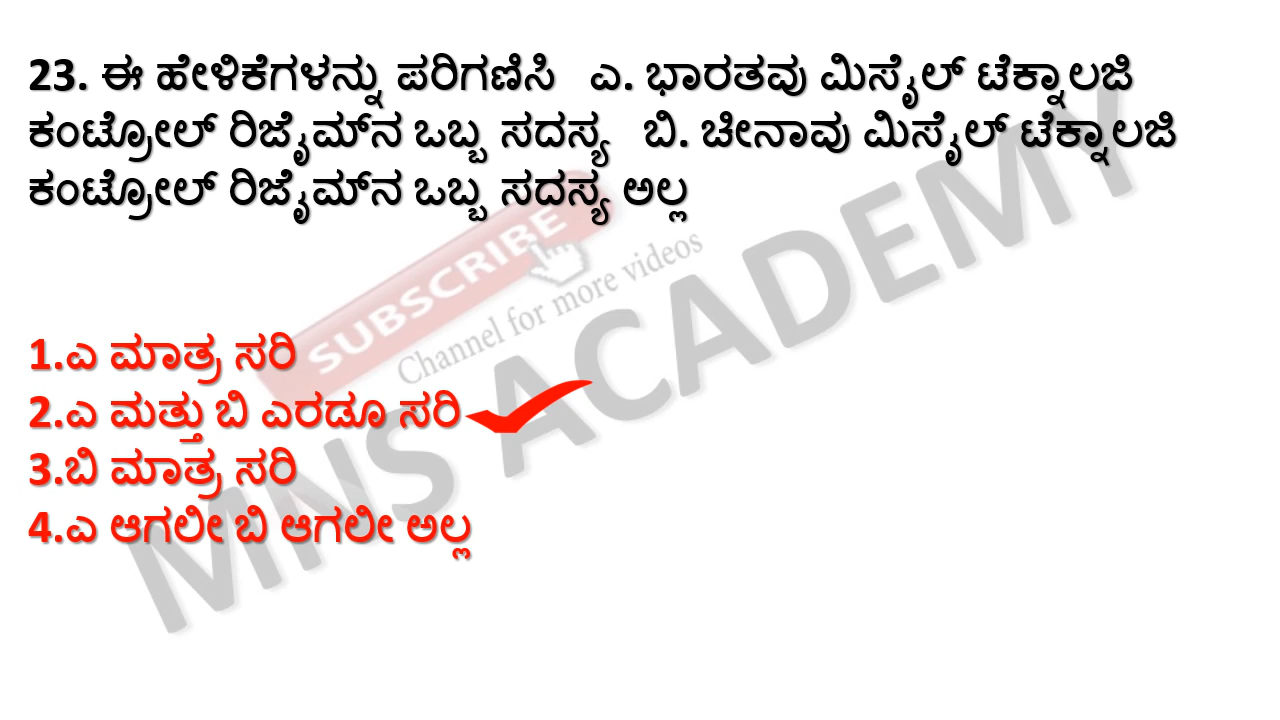 23. ಈ ಹೇಳಿಕೆಗಳನ್ನು ಪರಿಗಣಿಸಿ ಎ. ಭಾರತವು ಮಿಸೈಲ್ ಟೆಕ್ನಾಲಜಿ
ಕಂಟ್ರೋಲ್ ರಿಜೈಮ್‌ನ ಒಬ್ಬ ಸದಸ್ಯ ಬಿ. ಚೀನಾವು ಮಿಸೈಲ್ ಟೆಕ್ನಾಲಜಿ
ಕಂಟ್ರೋಲ್ ರಿಜೈಮ್‌ನ ಒಬ್ಬ ಸದಸ್ಯ ಅಲ್ಲ
SUBSCRIBE
Channel for more videos
MNS ACADEMY
1.ಎ ಮಾತ್ರ ಸರಿ
2.ಎ ಮತ್ತು ಬಿ ಎರಡೂ ಸರಿ
3.ಬಿ ಮಾತ್ರ ಸರಿ
4.ಎ ಆಗಲೀ ಬಿ ಆಗಲೀ ಅಲ್ಲ